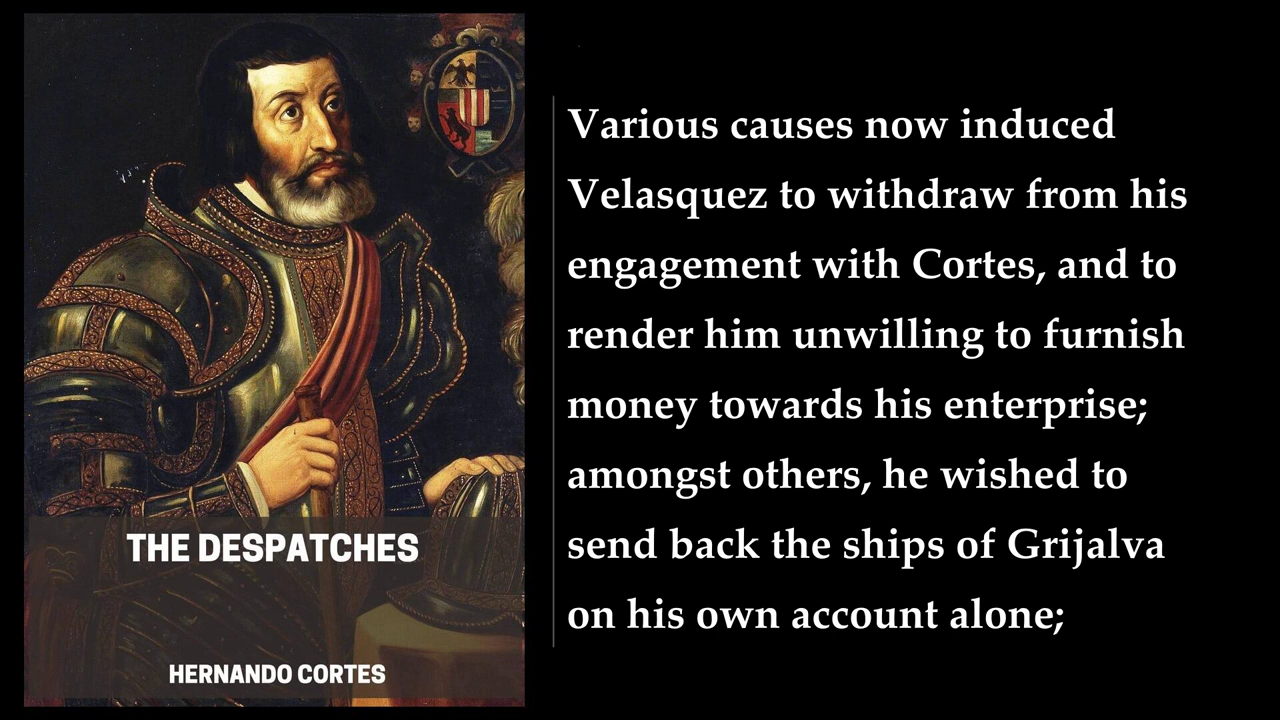 THE DESPATCHES
HERNANDO CORTES
Various causes now induced
Velasquez to withdraw from his
engagement with Cortes, and to
render him unwilling to furnish
money towards his enterprise;
amongst others, he wished to
send back the ships of Grijalva
on his own account alone;